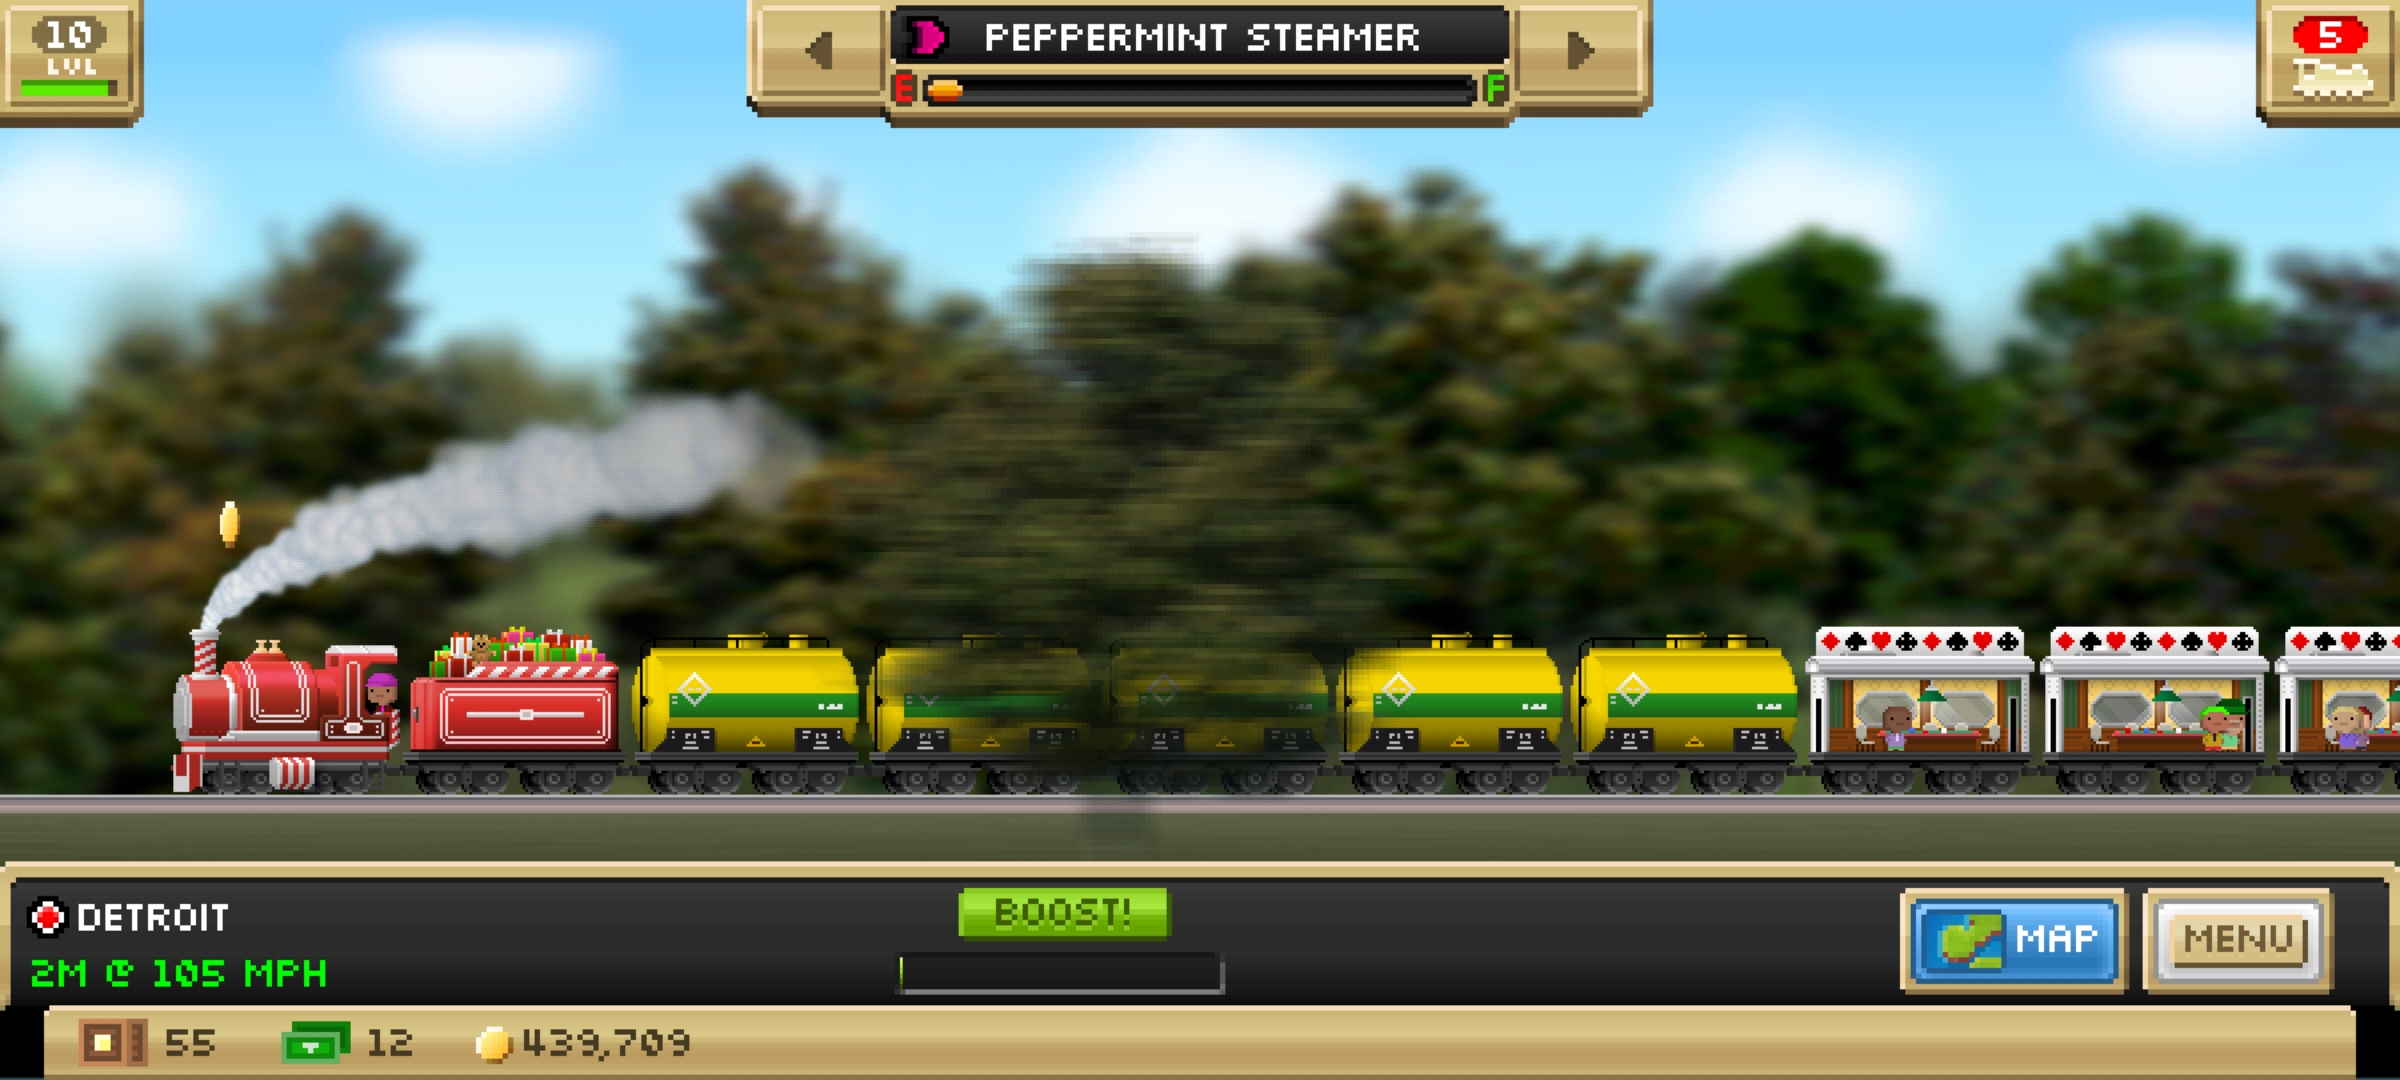 10
LVL
PEPPERMINT STEAMER
E F
5
DETROIT
2M @ 105 MPH
BOOST!
MAP
MENU
55
12
439,709